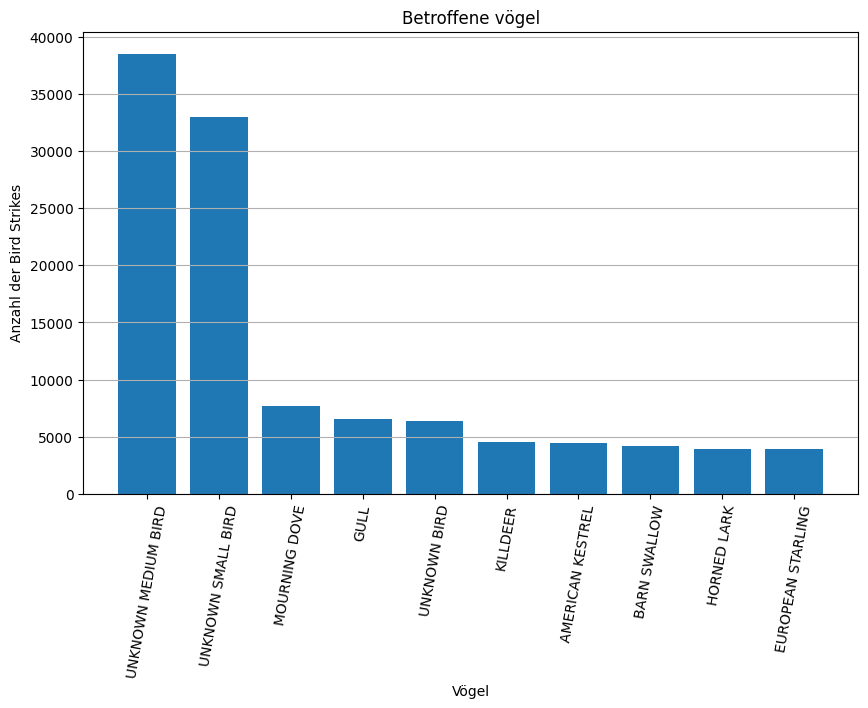 Betroffene vögel
Anzahl der Bird Strikes
40000
35000
30000
25000
20000
15000
10000
5000
0
UNKNOWN MEDIUM BIRD
UNKNOWN SMALL BIRD
MOURNING DOVE
GULL
UNKNOWN BIRD
KILLDEER
AMERICAN KESTREL
BARN SWALLOW
HORNED LARK
EUROPEAN STARLING
Vögel